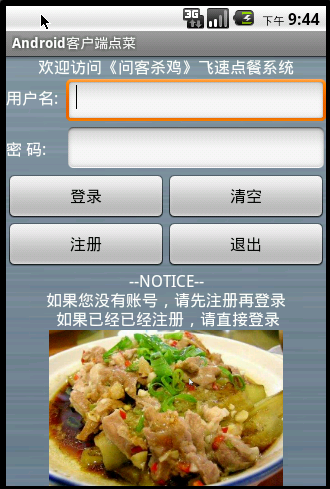 3G 下午 9:44
Android客户端点菜
欢迎访问《问客杀鸡》飞速点餐系统
用户名:
密 码:
登录 清空
注册 退出
--NOTICE--
如果您没有账号，请先注册再登录
如果已经已经注册，请直接登录